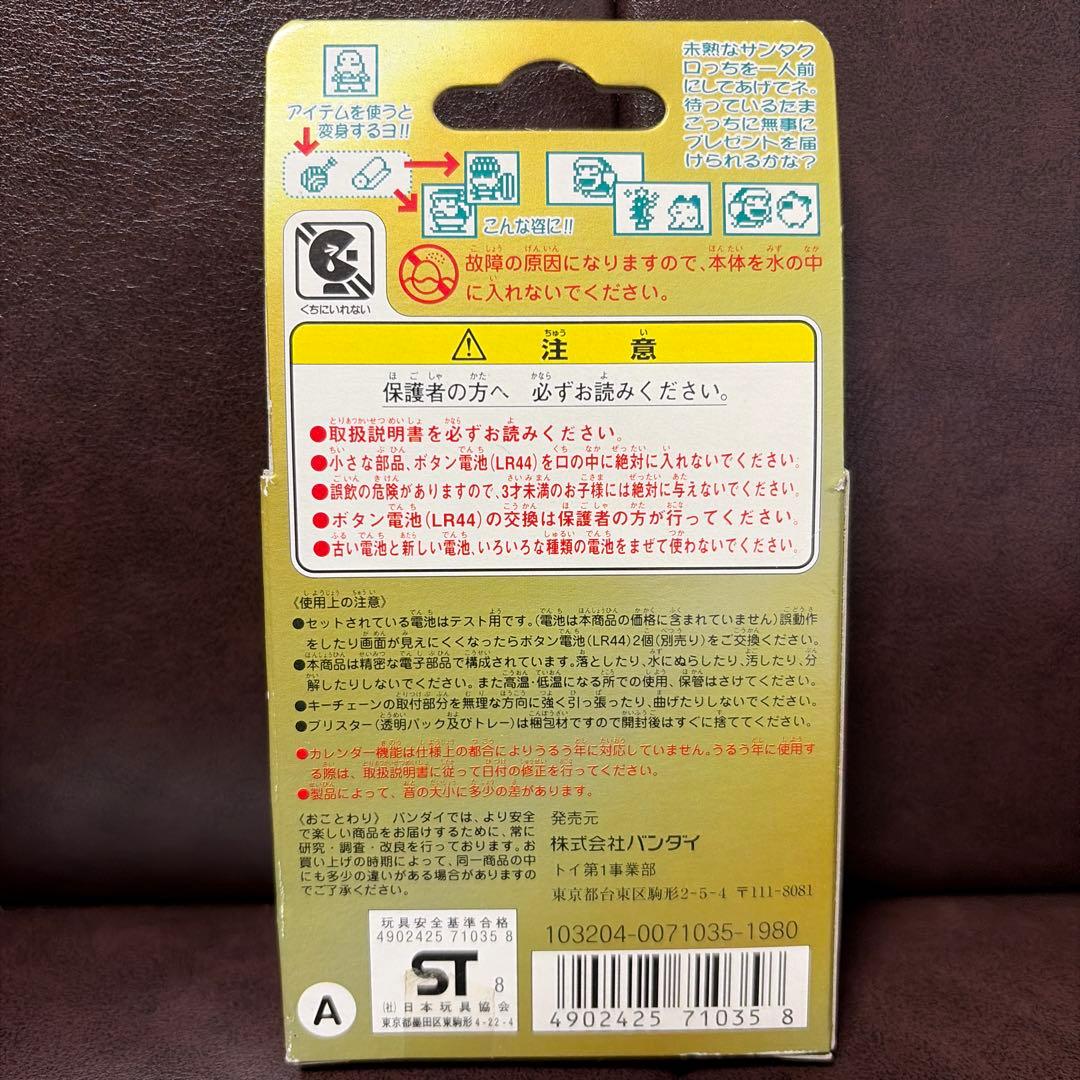 アイテムを使うと
変身するヨ!!
こんな姿に!!
未熟なサンタク
ロっちを一人前
にしてあげてネ。
待っているたま
ごっちに無事に
プレゼントを届
けられるかな?
くちにいれない
故障の原因になりますので、本体を水の中
に入れないでください。
注意
保護者の方へ 必ずお読みください。
●取扱説明書を必ずお読みください。
●小さな部品、ボタン電池(LR44)を口の中に絶対に入れないでください。
●誤飲の危険がありますので、3才未満のお子様には絶対に与えないでください。
●ボタン電池(LR44)の交換は保護者の方が行ってください。
●古い電池と新しい電池、いろいろな種類の電池をまぜて使わないでください。
《使用上の注意》
●セットされている電池はテスト用です。(電池は本商品の価格に含まれていません)誤動作
をしたり画面が見えにくくなったらボタン電池(LR44)2個(別売り)をご交換ください。
●本商品は精密な電子部品で構成されています。落としたり、水にぬらしたり、汚したり、分
解したりしないでください。また高温・低温になる所での使用、保管はさけてください。
●キーチェーンの取付部分を無理な方向に強く引っ張ったり、曲げたりしないでください。
●ブリスター(透明パック及びトレー)は梱包材ですので開封後はすぐに捨ててください。
●カレンダー機能は仕様上の都合によりうるう年に対応していません。うるう年に使用す
る際は、取扱説明書に従って日付の修正を行ってください。
●製品によって、音の大小に多少の差があります。
《おことわり》 バンダイでは、より安全
で楽しい商品をお届けするために、常に
研究・調査・改良を行っております。お
買い上げの時期によって、同一商品の中
にも多少の違いがある場合がありますの
でご了承ください。
発売元
株式会社バンダイ
トイ第1事業部
東京都台東区駒形2-5-4 〒111-8081
玩具安全基準合格
4902425 71035 8
ST 8
(社)日本玩具協会
東京都墨田区東駒形4-22-4
103204-0071035-1980
4902425 71035 8
A